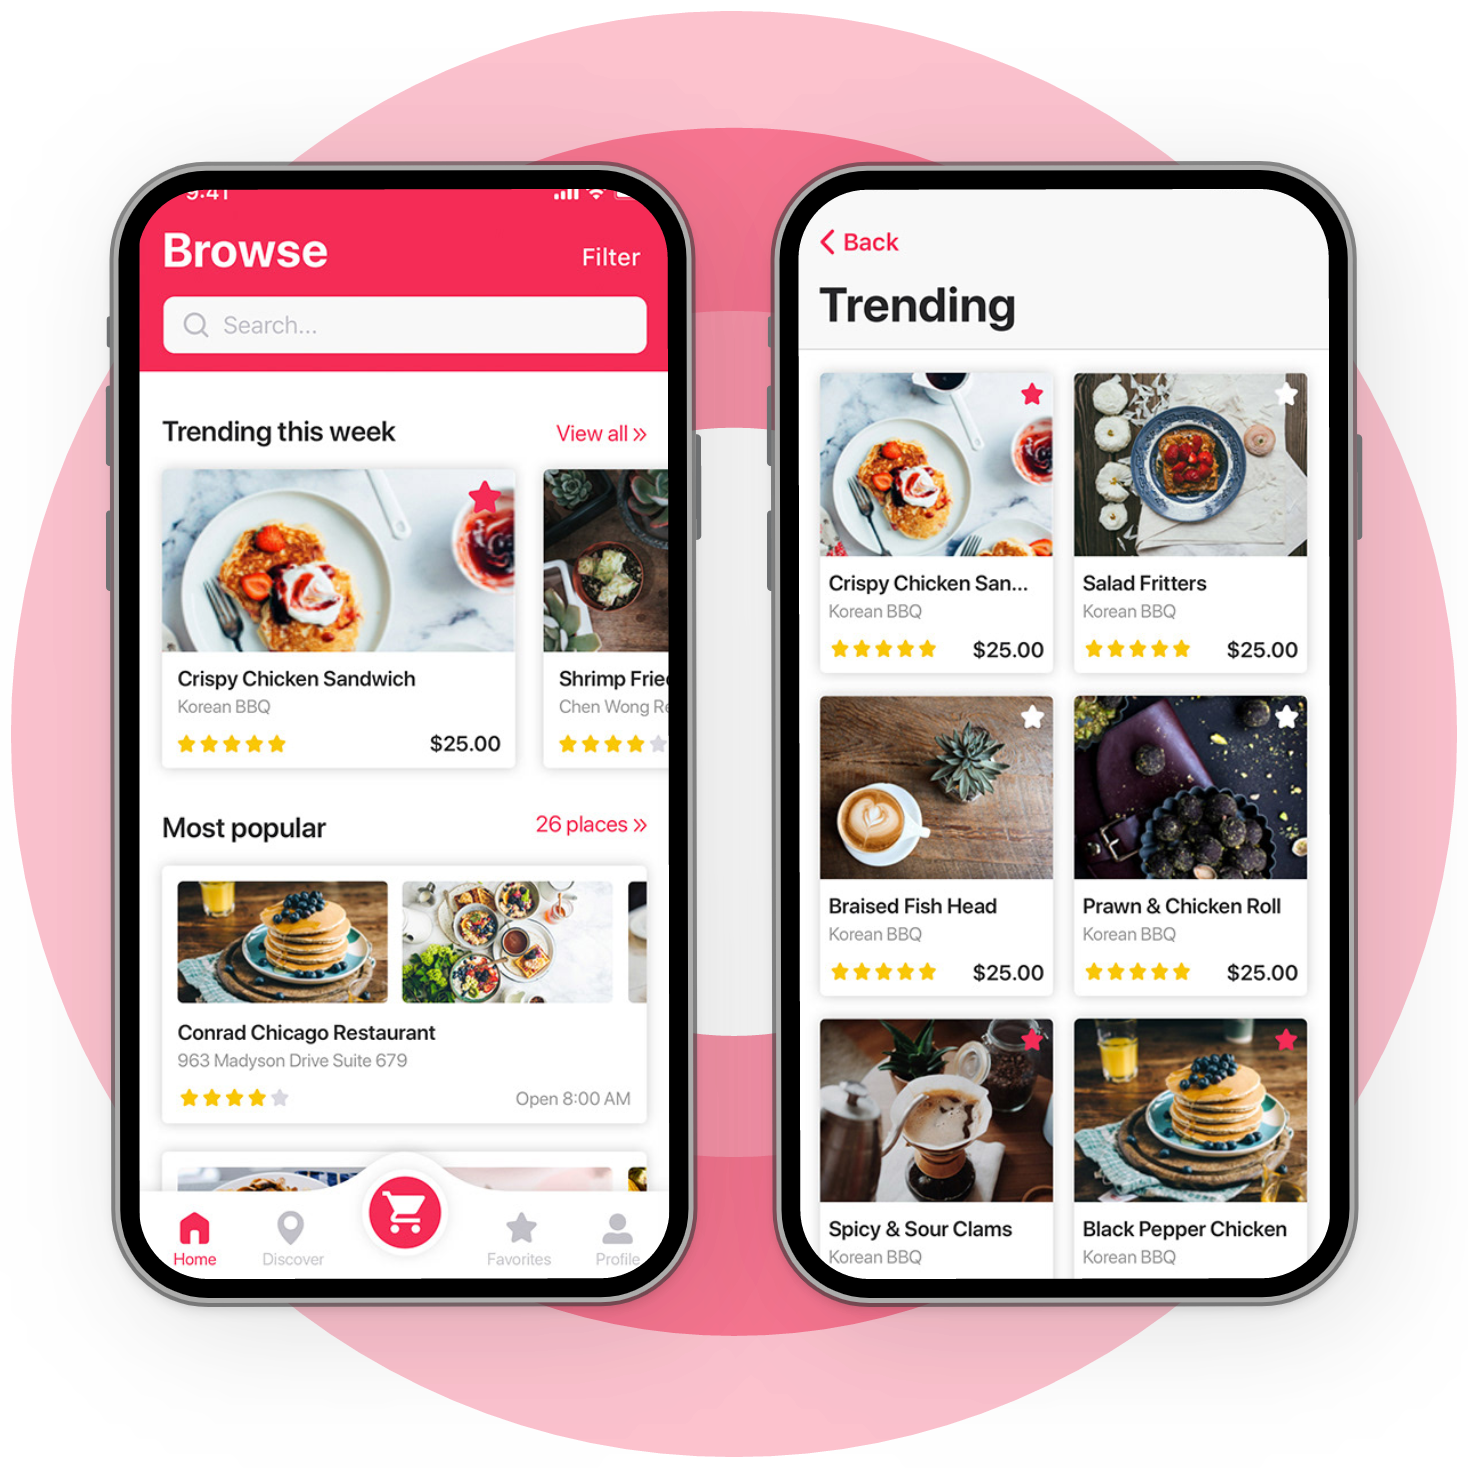 9:41
Browse
Filter
Search...
Trending this week
View all »
Crispy Chicken Sandwich
Korean BBQ
$25.00
Shrimp Fried
Chen Wong Re
Most popular
26 places »
Conrad Chicago Restaurant
963 Madyson Drive Suite 679
Open 8:00 AM
Home
Discover
Favorites
Profile
Back
Trending
Crispy Chicken San...
Korean BBQ
$25.00
Salad Fritters
Korean BBQ
$25.00
Braised Fish Head
Korean BBQ
$25.00
Prawn & Chicken Roll
Korean BBQ
$25.00
Spicy & Sour Clams
Korean BBQ
Black Pepper Chicken
Korean BBQ